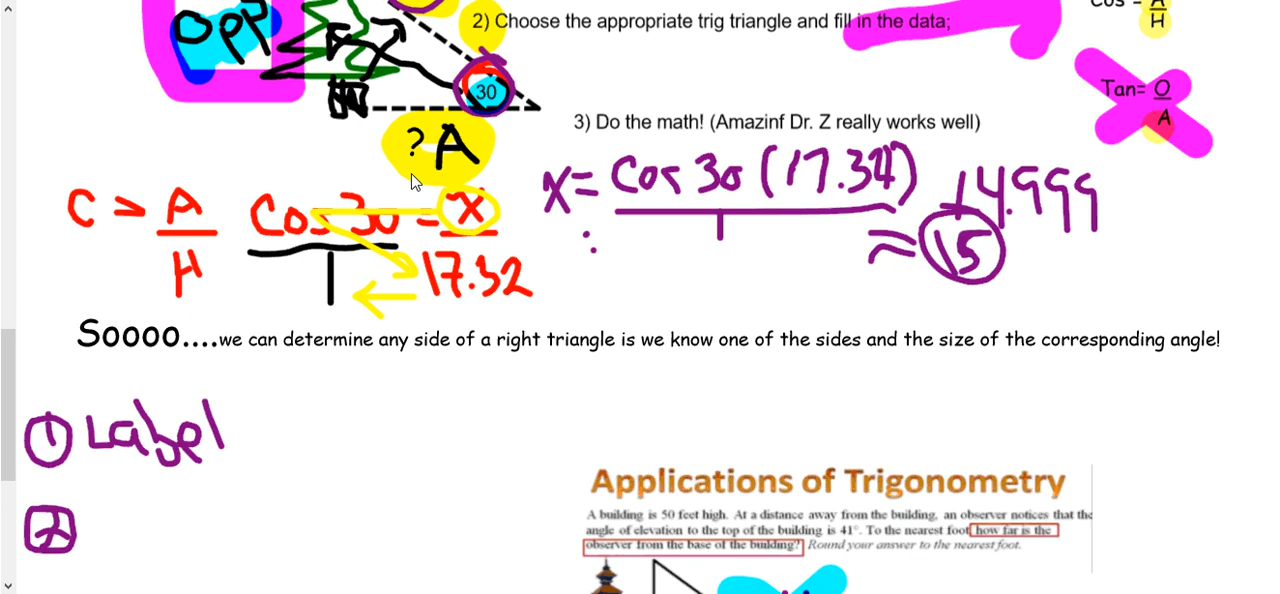 Cos = A
H
2) Choose the appropriate trig triangle and fill in the data;
OPP
30
Tan= O
A
3) Do the math! (Amazinf Dr. Z really works well)
? A
X = Cos 30 (17.34) 14.999
1
≈ 15
C > A Cos 30 = X
H 1 17.32
Soooo....we can determine any side of a right triangle is we know one of the sides and the size of the corresponding angle!
1 Label
2
Applications of Trigonometry
A building is 50 feet high. At a distance away from the building, an observer notices that the
angle of elevation to the top of the building is 41°. To the nearest foot how far is the
observer from the base of the building? Round your answer to the nearest foot.